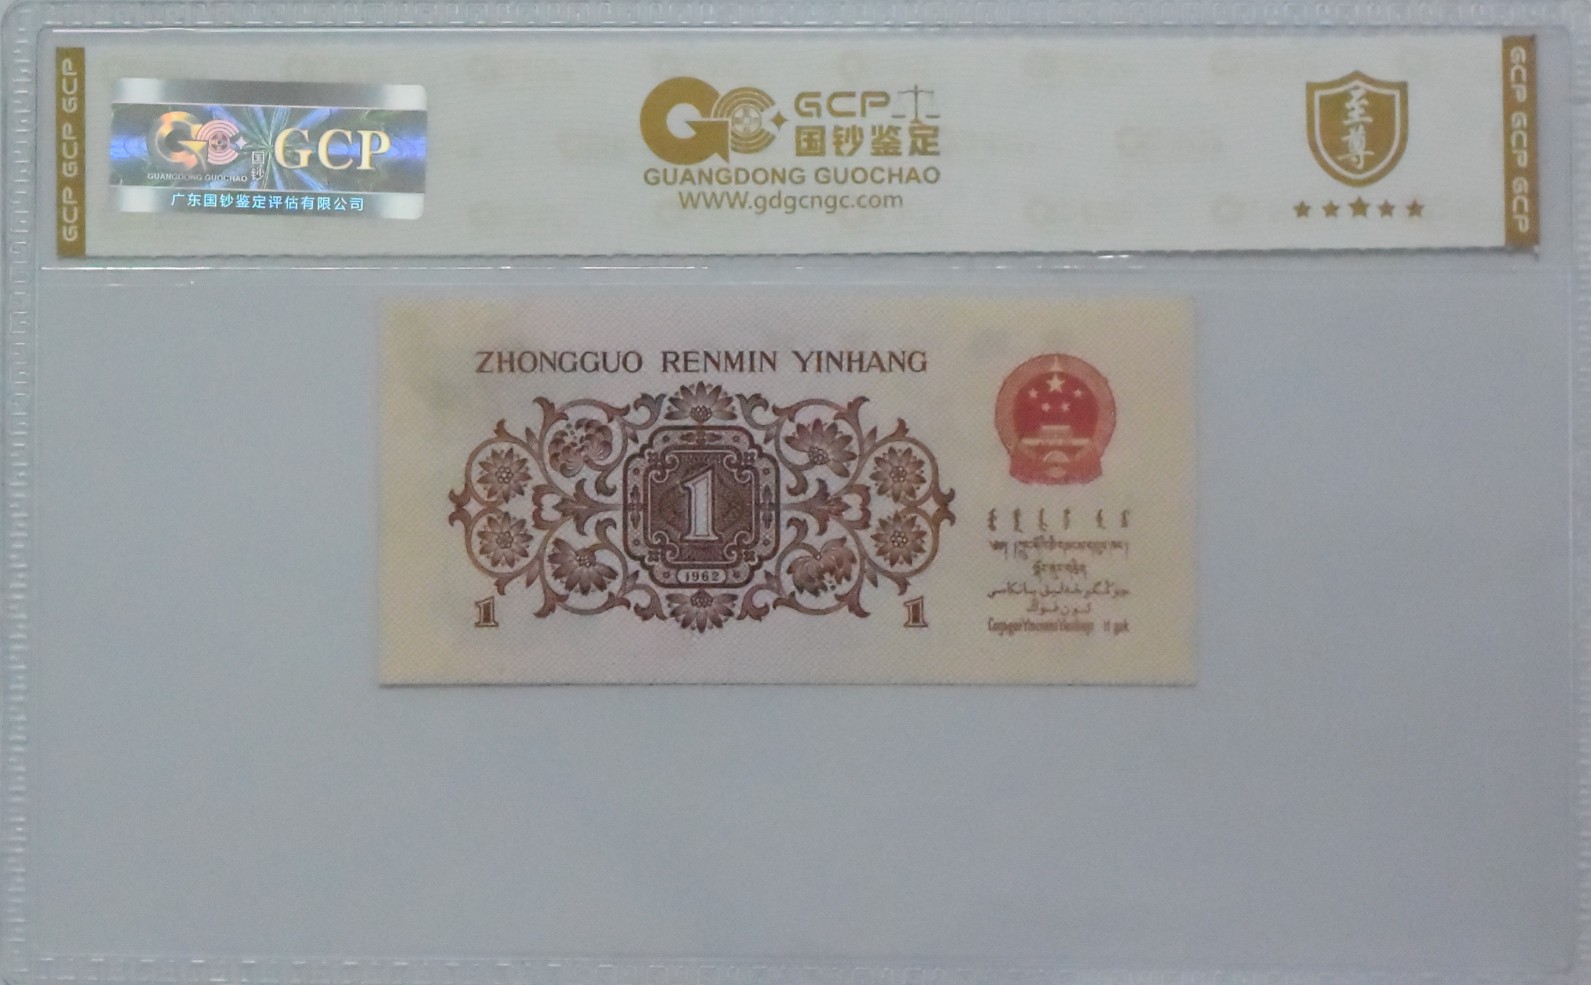 GCP GCP GCP
GCP
GUANGDONG GUOCHAO
国钞
广东国钞鉴定评估有限公司
GCP
国钞鉴定
GUANGDONG GUOCHAO
WWW.gdgcngc.com
至尊
GCP GCP GCP
ZHONGGUO RENMIN YINHANG
1
1962
1
1